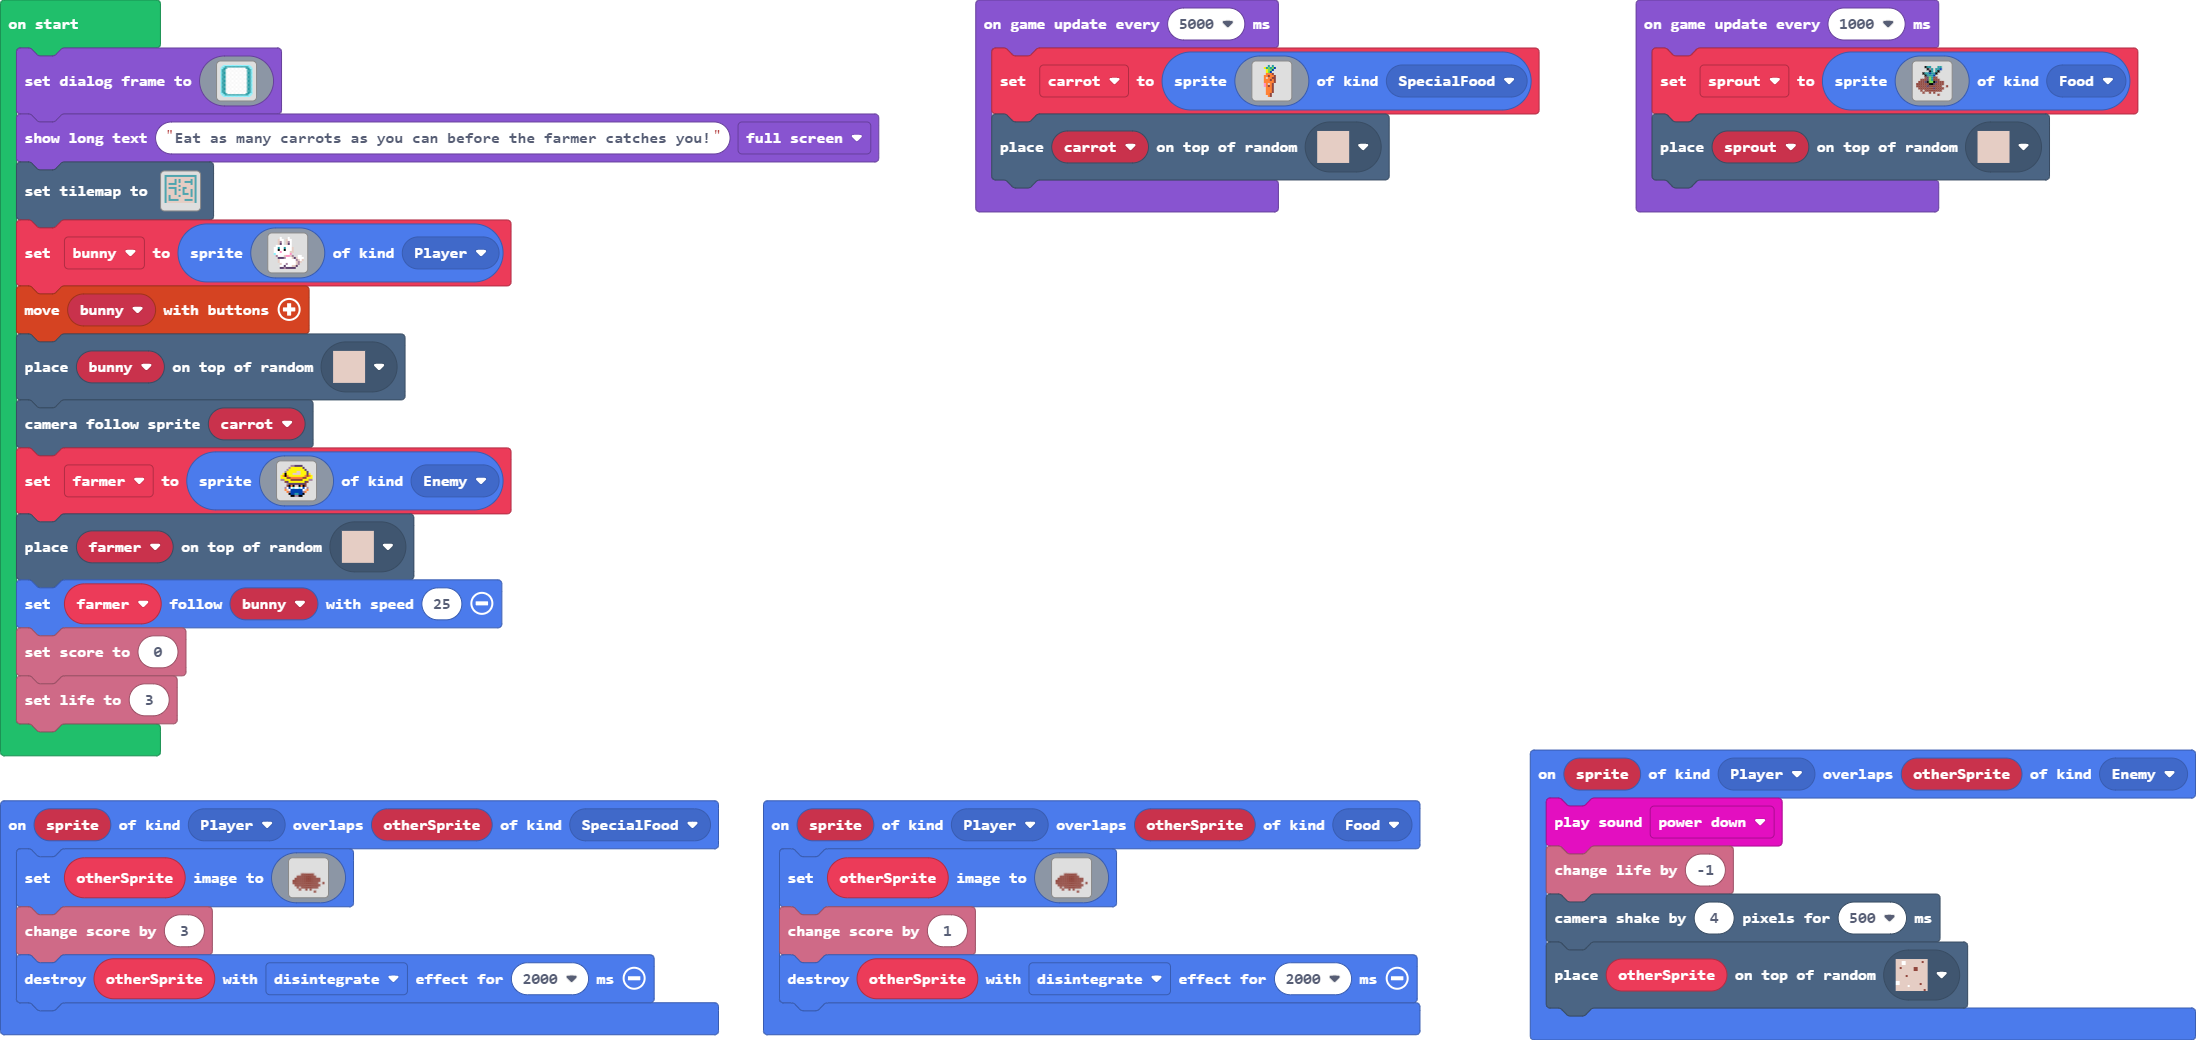 on start
set dialog frame to
show long text "Eat as many carrots as you can before the farmer catches you!" full screen
set tilemap to
set bunny to sprite of kind Player
move bunny with buttons
place bunny on top of random
camera follow sprite carrot
set farmer to sprite of kind Enemy
place farmer on top of random
set farmer follow bunny with speed 25
set score to 0
set life to 3
on game update every 5000 ms
set carrot to sprite of kind SpecialFood
place carrot on top of random
on game update every 1000 ms
set sprout to sprite of kind Food
place sprout on top of random
on sprite of kind Player overlaps otherSprite of kind SpecialFood
set otherSprite image to
change score by 3
destroy otherSprite with disintegrate effect for 2000 ms
on sprite of kind Player overlaps otherSprite of kind Food
set otherSprite image to
change score by 1
destroy otherSprite with disintegrate effect for 2000 ms
on sprite of kind Player overlaps otherSprite of kind Enemy
play sound power down
change life by -1
camera shake by 4 pixels for 500 ms
place otherSprite on top of random